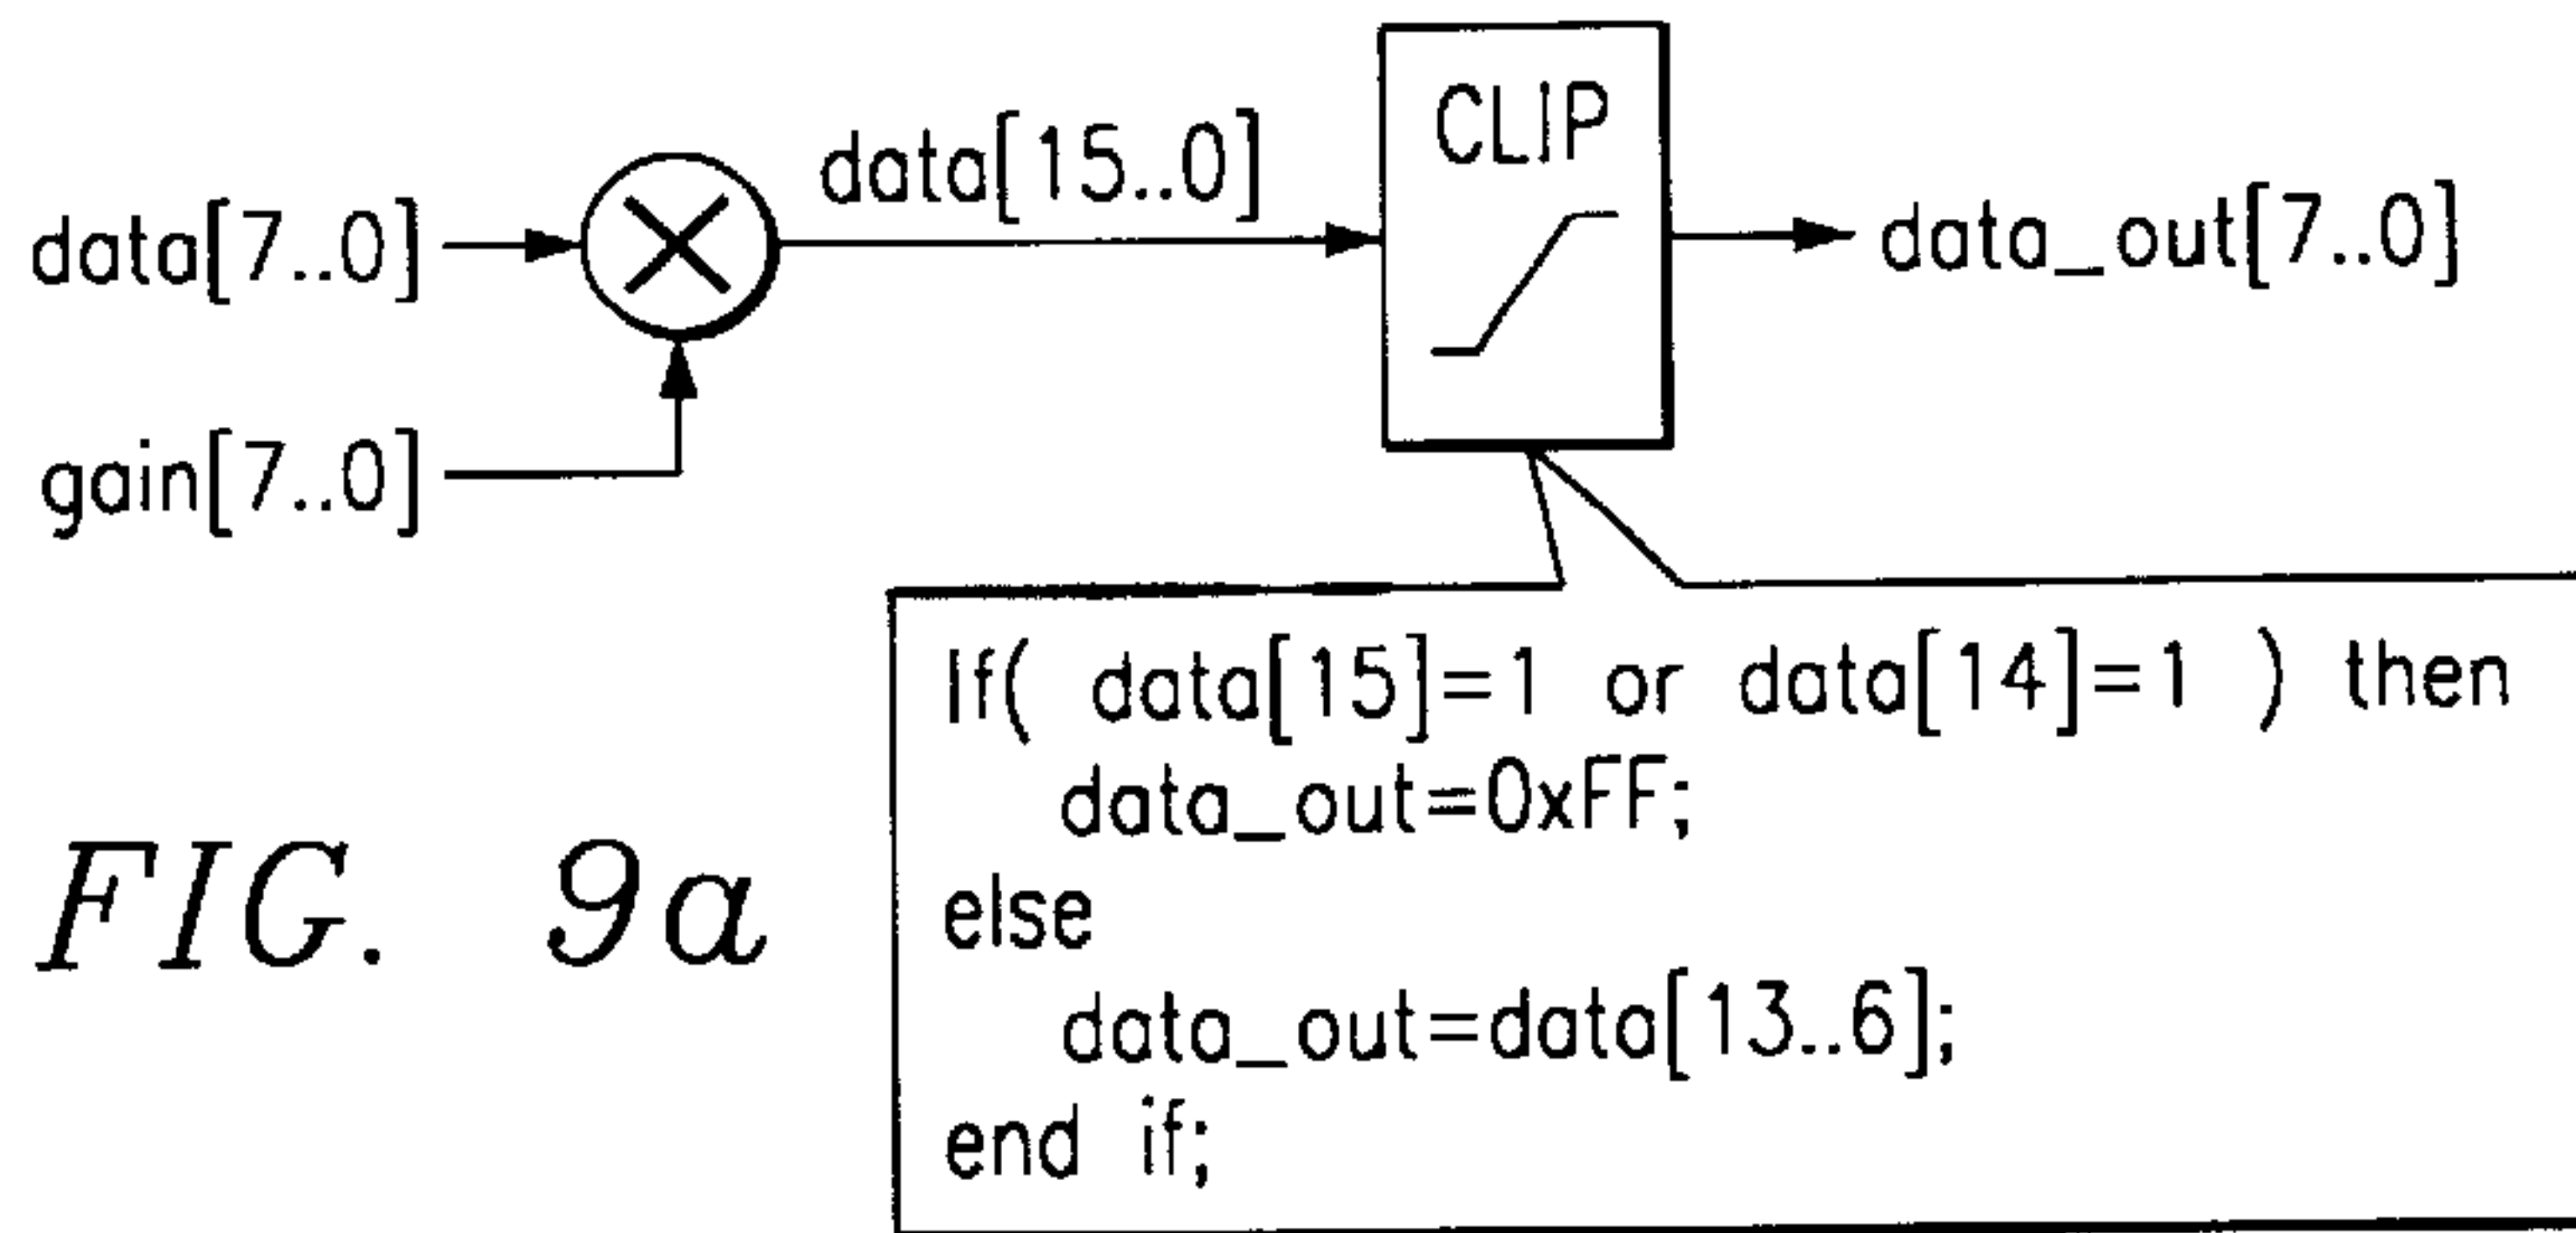 data[7..0]
gain[7..0]
data[15..0]
CLIP
data_out[7..0]
If( data[15]=1 or data[14]=1 ) then
data_out=0xFF;
else
data_out=data[13..6];
end if;
FIG. 9a